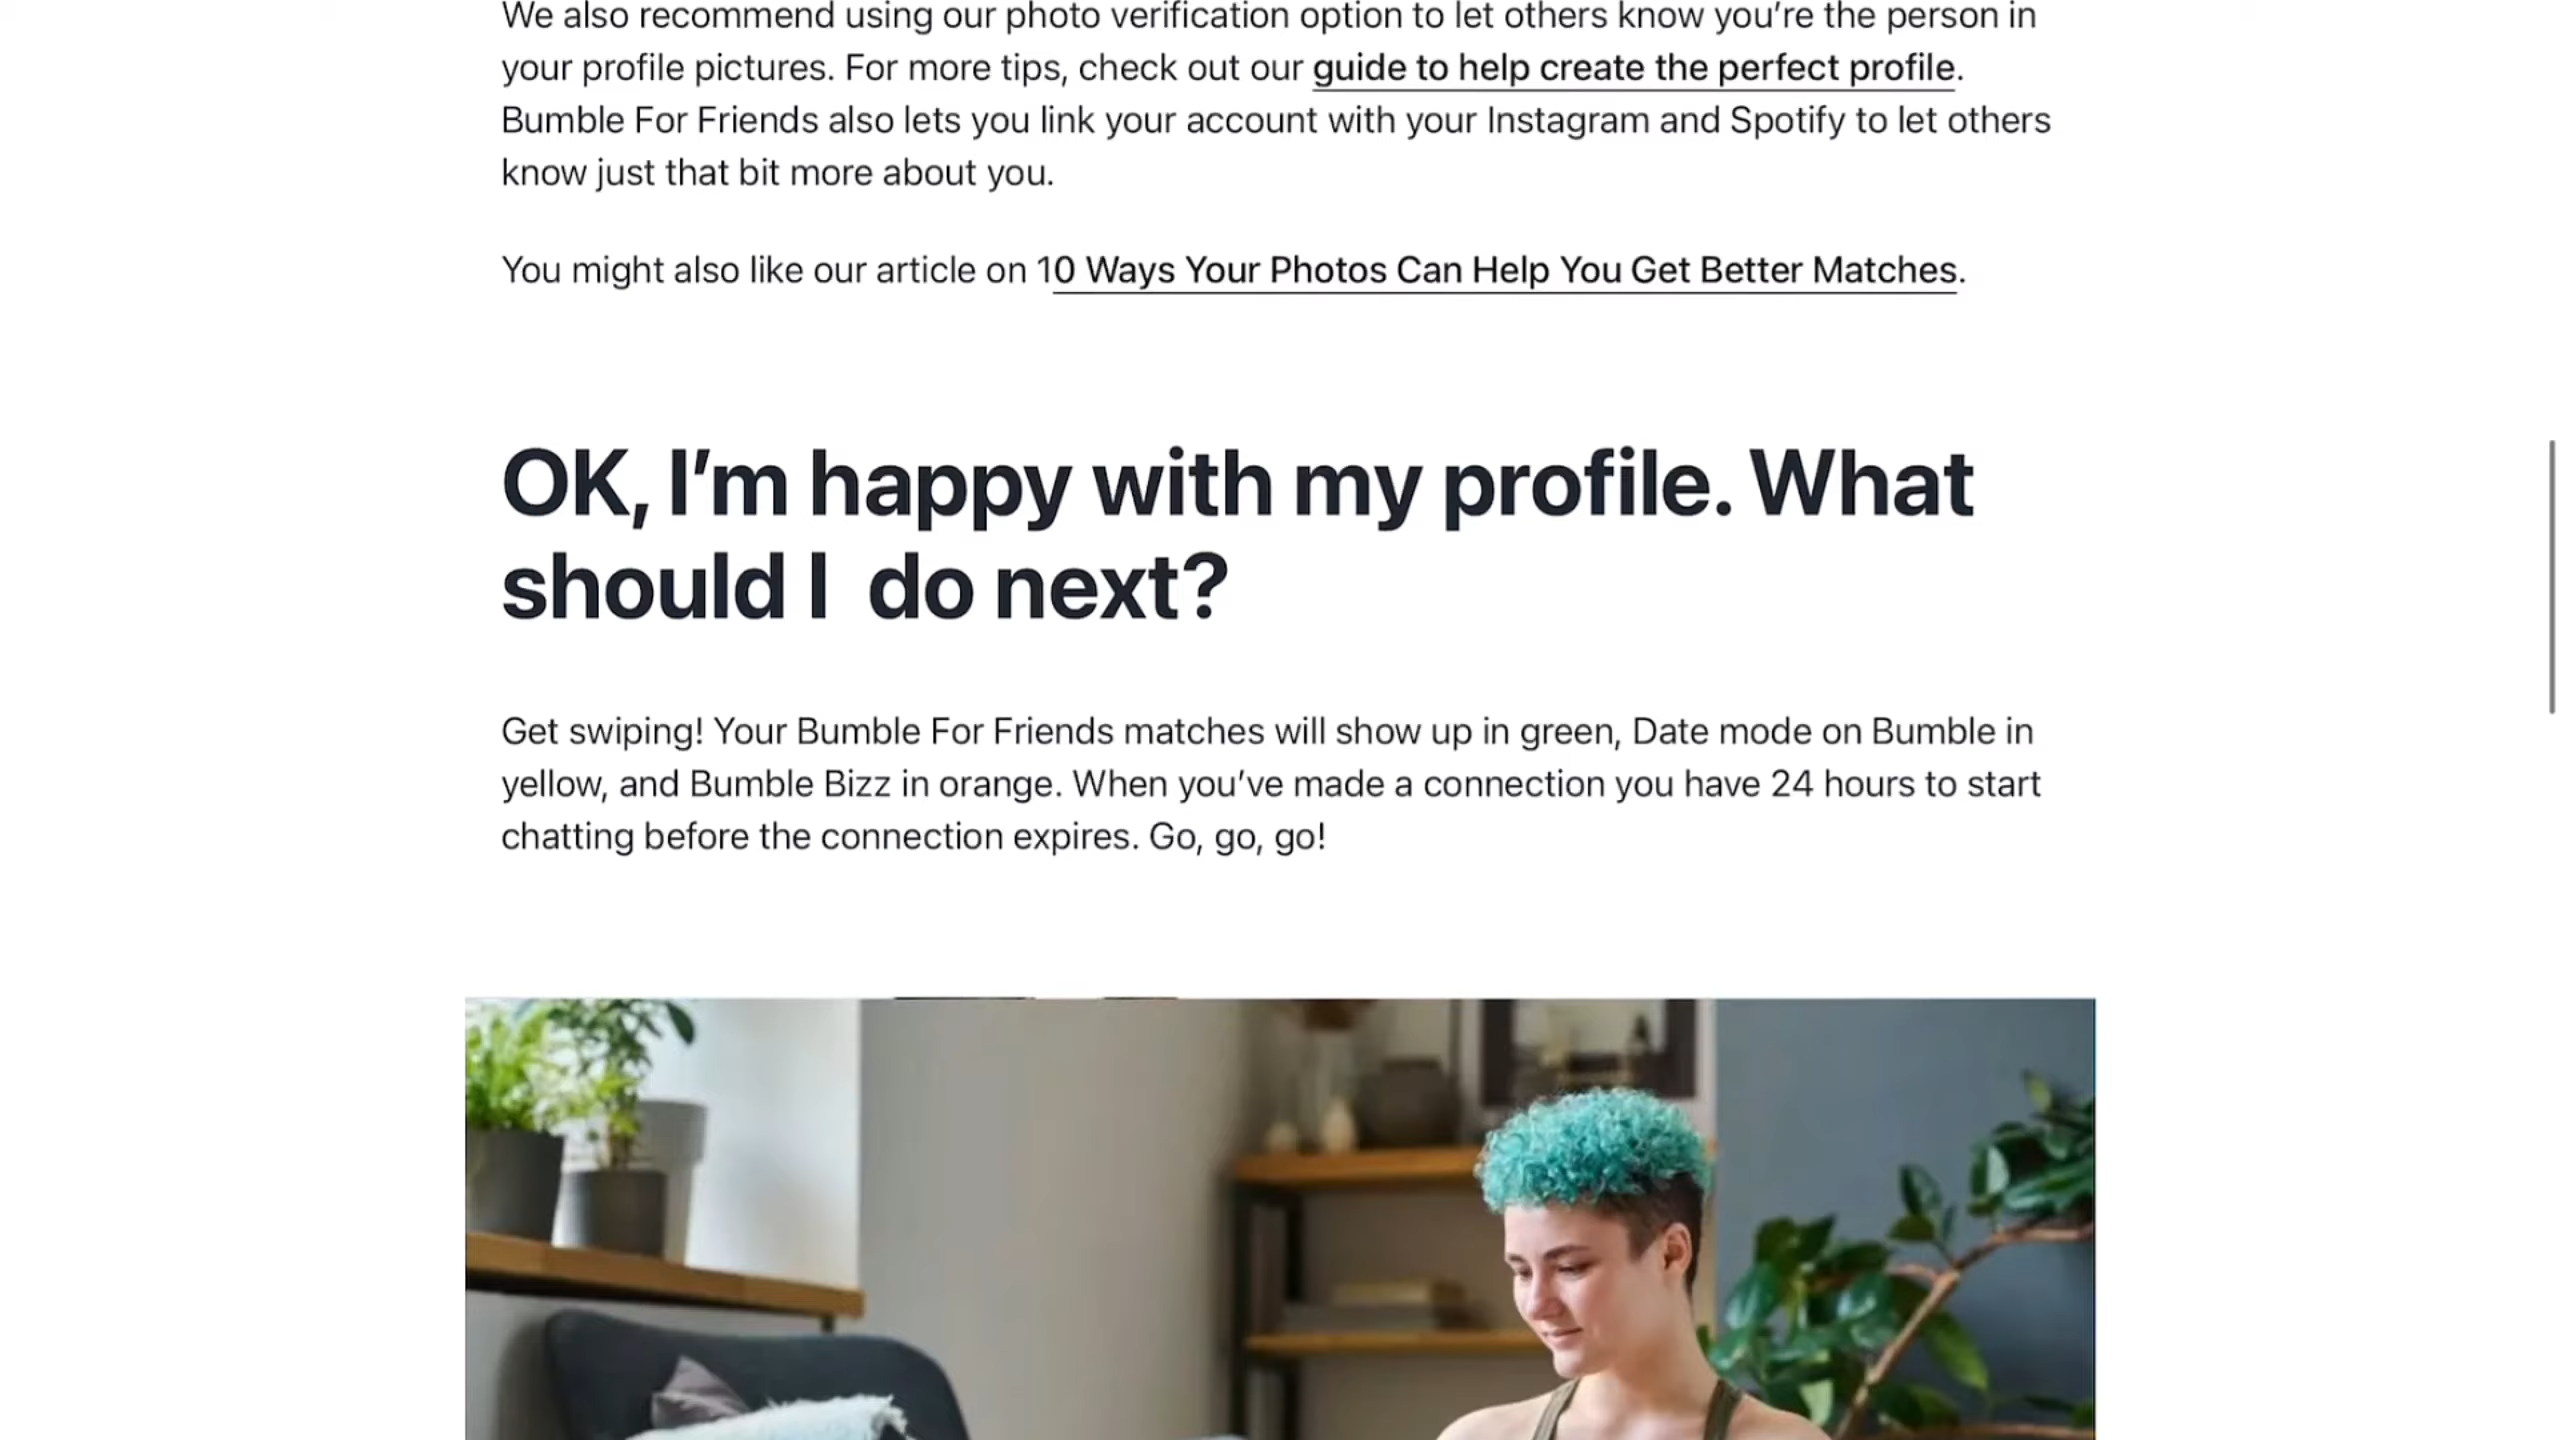 We also recommend using our photo verification option to let others know you’re the person in
your profile pictures. For more tips, check out our guide to help create the perfect profile.
Bumble For Friends also lets you link your account with your Instagram and Spotify to let others
know just that bit more about you.
You might also like our article on 10 Ways Your Photos Can Help You Get Better Matches.
OK, I’m happy with my profile. What
should I  do next?
Get swiping! Your Bumble For Friends matches will show up in green, Date mode on Bumble in
yellow, and Bumble Bizz in orange. When you’ve made a connection you have 24 hours to start
chatting before the connection expires. Go, go, go!